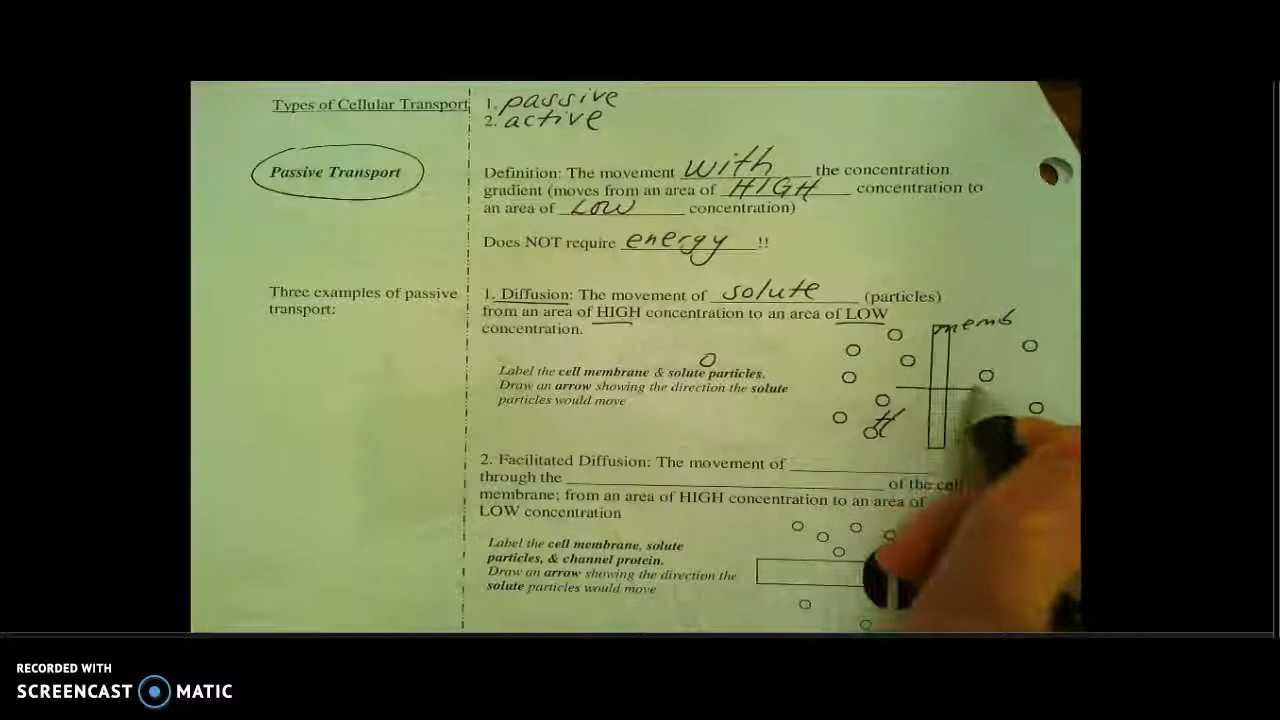 Types of Cellular Transport
1. passive
2. active
Passive Transport
Definition: The movement with the concentration
gradient (moves from an area of HIGH concentration to
an area of LOW concentration)
Does NOT require energy !!
Three examples of passive
transport:
1. Diffusion: The movement of solute (particles)
from an area of HIGH concentration to an area of LOW
concentration.
memb
Label the cell membrane & solute particles.
Draw an arrow showing the direction the solute
particles would move
H
2. Facilitated Diffusion: The movement of
through the of the cell
membrane; from an area of HIGH concentration to an area of
LOW concentration
Label the cell membrane, solute
particles, & channel protein.
Draw an arrow showing the direction the
solute particles would move
RECORDED WITH
SCREENCAST MATIC